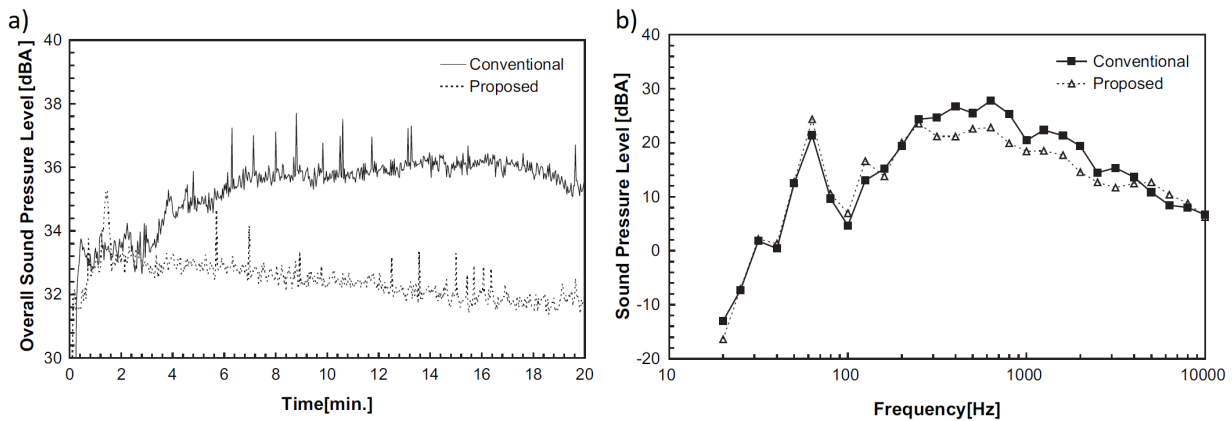 a)
Overall Sound Pressure Level [dBA]
40
38
36
34
32
30
Conventional
Proposed
0 2 4 6 8 10 12 14 16 18 20
Time[min.]
b)
Sound Pressure Level [dBA]
40
30
20
10
0
-10
-20
Conventional
Proposed
10 100 1000 10000
Frequency[Hz]